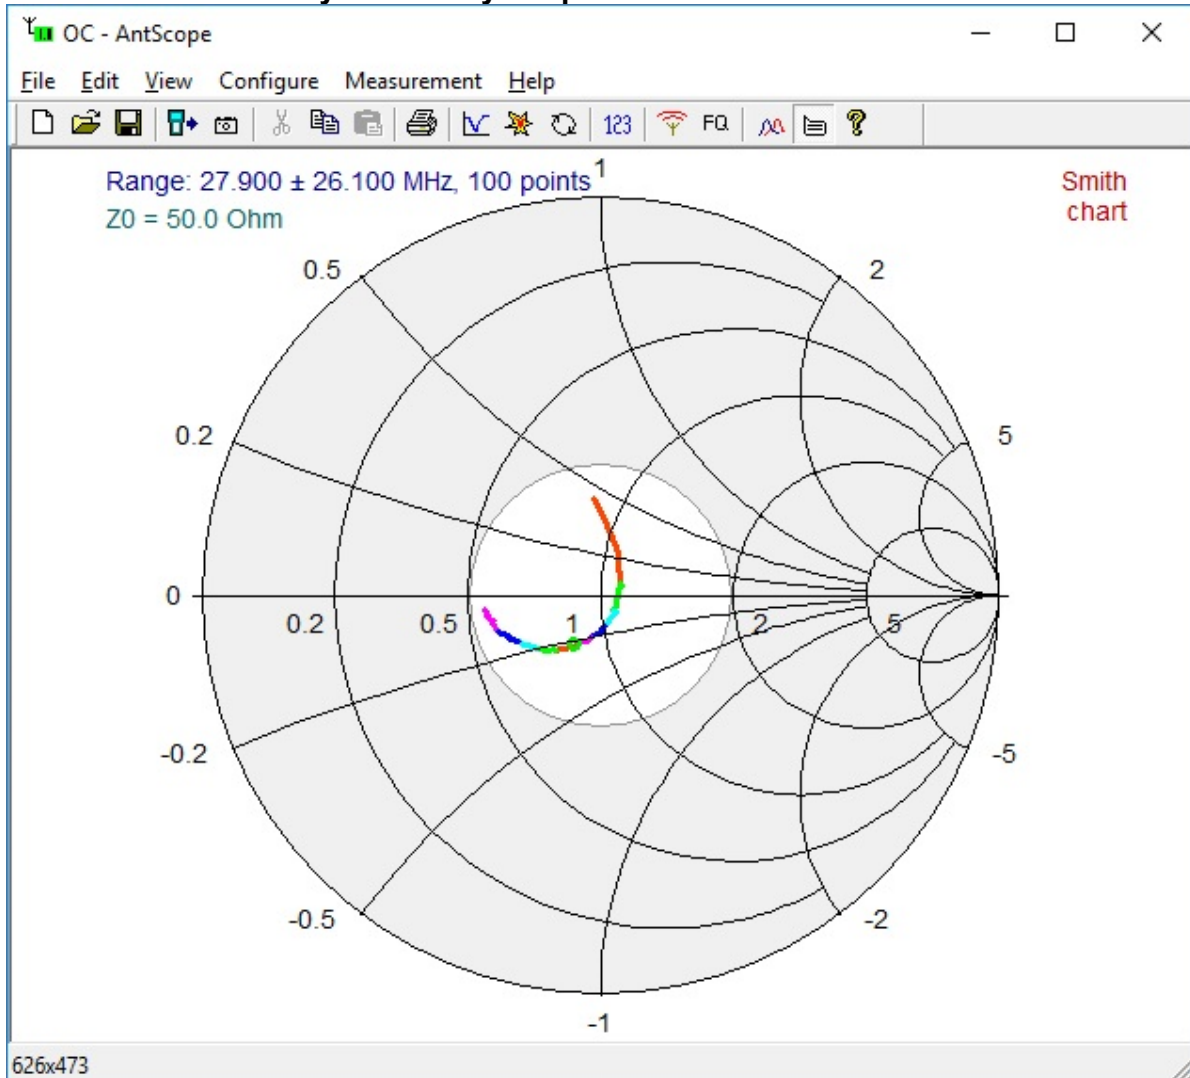 OC - AntScope
File Edit View Configure Measurement Help
123 FQ
Range: 27.900 ± 26.100 MHz, 100 points
Z0 = 50.0 Ohm
Smith
chart
1
0.5
2
0.2
5
0
0.2
0.5
1
2
5
-0.2
-5
-0.5
-2
-1
626x473